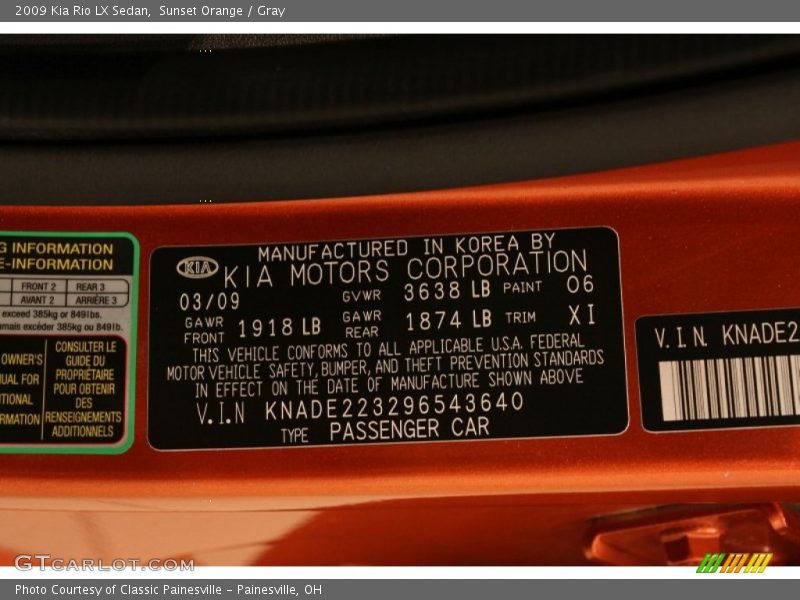 2009 Kia Rio LX Sedan, Sunset Orange / Gray
G INFORMATION
E-INFORMATION
FRONT 2 REAR 3
AVANT 2 ARRIÈRE 3
exceed 385kg or 849lbs.
amais excéder 385kg ou 849lb.
OWNER'S
UAL FOR
TIONAL
RMATION
CONSULTER LE
GUIDE DU
PROPRIÉTAIRE
POUR OBTENIR
DES
RENSEIGNEMENTS
ADDITIONNELS
KIA
MANUFACTURED IN KOREA BY
KIA MOTORS CORPORATION
03/09 GVWR 3638 LB PAINT 06
GAWR FRONT 1918 LB GAWR REAR 1874 LB TRIM XI
THIS VEHICLE CONFORMS TO ALL APPLICABLE U.S.A. FEDERAL
MOTOR VEHICLE SAFETY, BUMPER, AND THEFT PREVENTION STANDARDS
IN EFFECT ON THE DATE OF MANUFACTURE SHOWN ABOVE
V.I.N KNADE223296543640
TYPE PASSENGER CAR
V.I.N. KNADE2
GTCARLOT.COM
Photo Courtesy of Classic Painesville - Painesville, OH